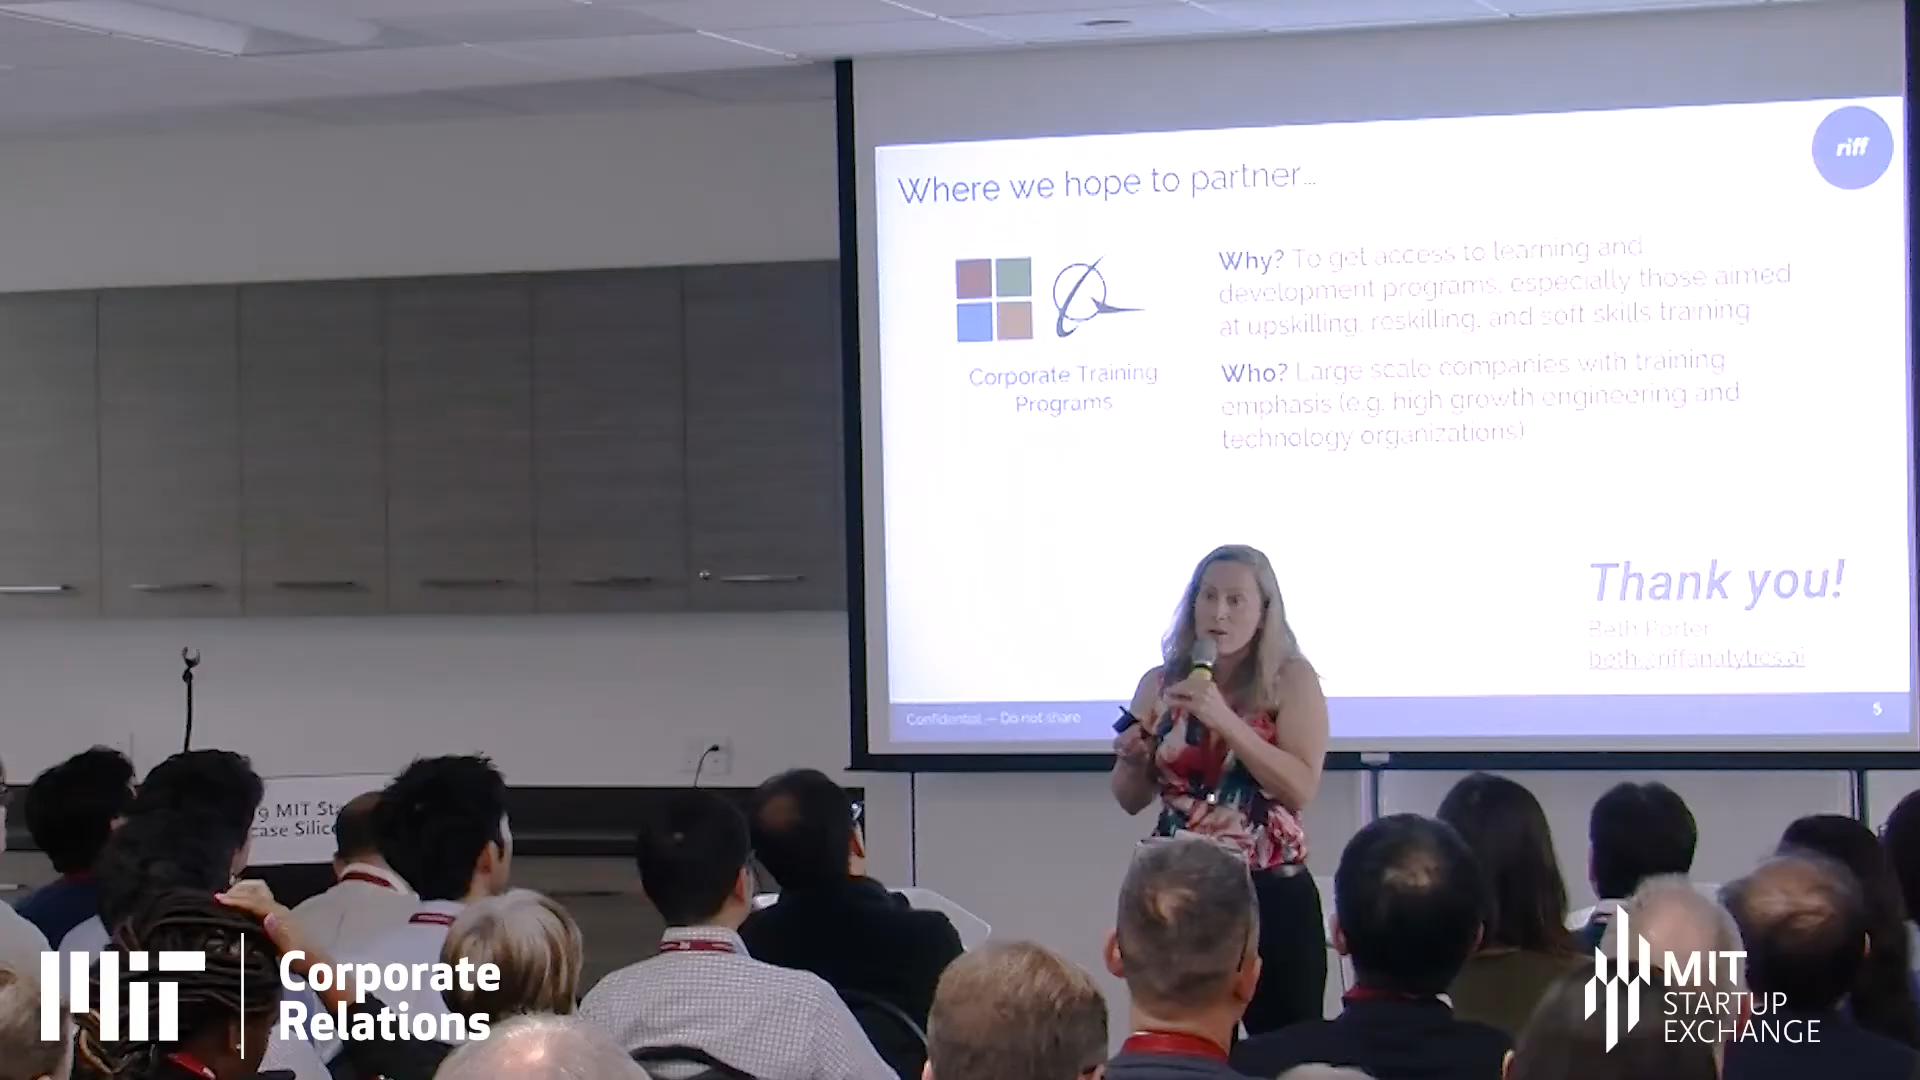 riff
Where we hope to partner...
Corporate Training
Programs
Why? To get access to learning and
development programs, especially those aimed
at upskilling, reskilling, and soft skills training
Who? Large scale companies with training
emphasis (e.g. high growth engineering and
technology organizations)
Thank you!
Beth Porter
beth@riffanalytics.ai
Confidential — Do not share
5
9 MIT Sta
case Silic
MIT
Corporate
Relations
MIT
STARTUP
EXCHANGE